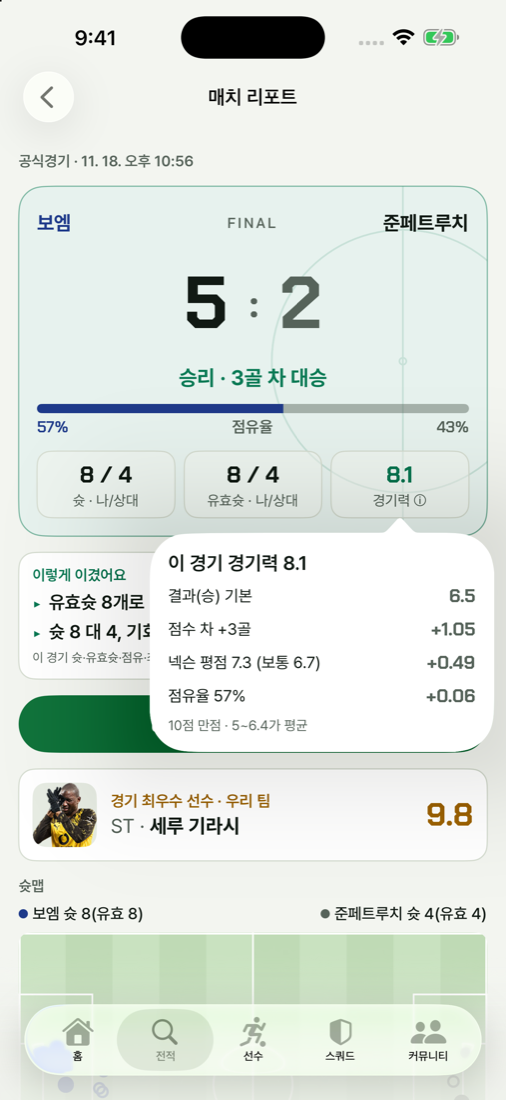 9:41
매치 리포트
공식경기 · 11. 18. 오후 10:56
보엠 FINAL 준페트루치
5 : 2
승리 · 3골 차 대승
57% 점유율 43%
8 / 4 8 / 4 8.1
슛 · 나/상대 유효슛 · 나/상대 경기력 ⓘ
이 경기 경기력 8.1
결과(승) 기본 6.5
점수 차 +3골 +1.05
넥슨 평점 7.3 (보통 6.7) +0.49
점유율 57% +0.06
10점 만점 · 5~6.4가 평균
이렇게 이겼어요
▸ 유효슛 8개로
▸ 슛 8 대 4,
이 경기 슛·유효슛·점유·
경기 최우수 선수 · 우리 팀
ST · 세루 기라시
9.8
슛맵
보엠 슛 8(유효 8) 준페트루치 슛 4(유효 4)
홈 전적 선수 스쿼드 커뮤니티